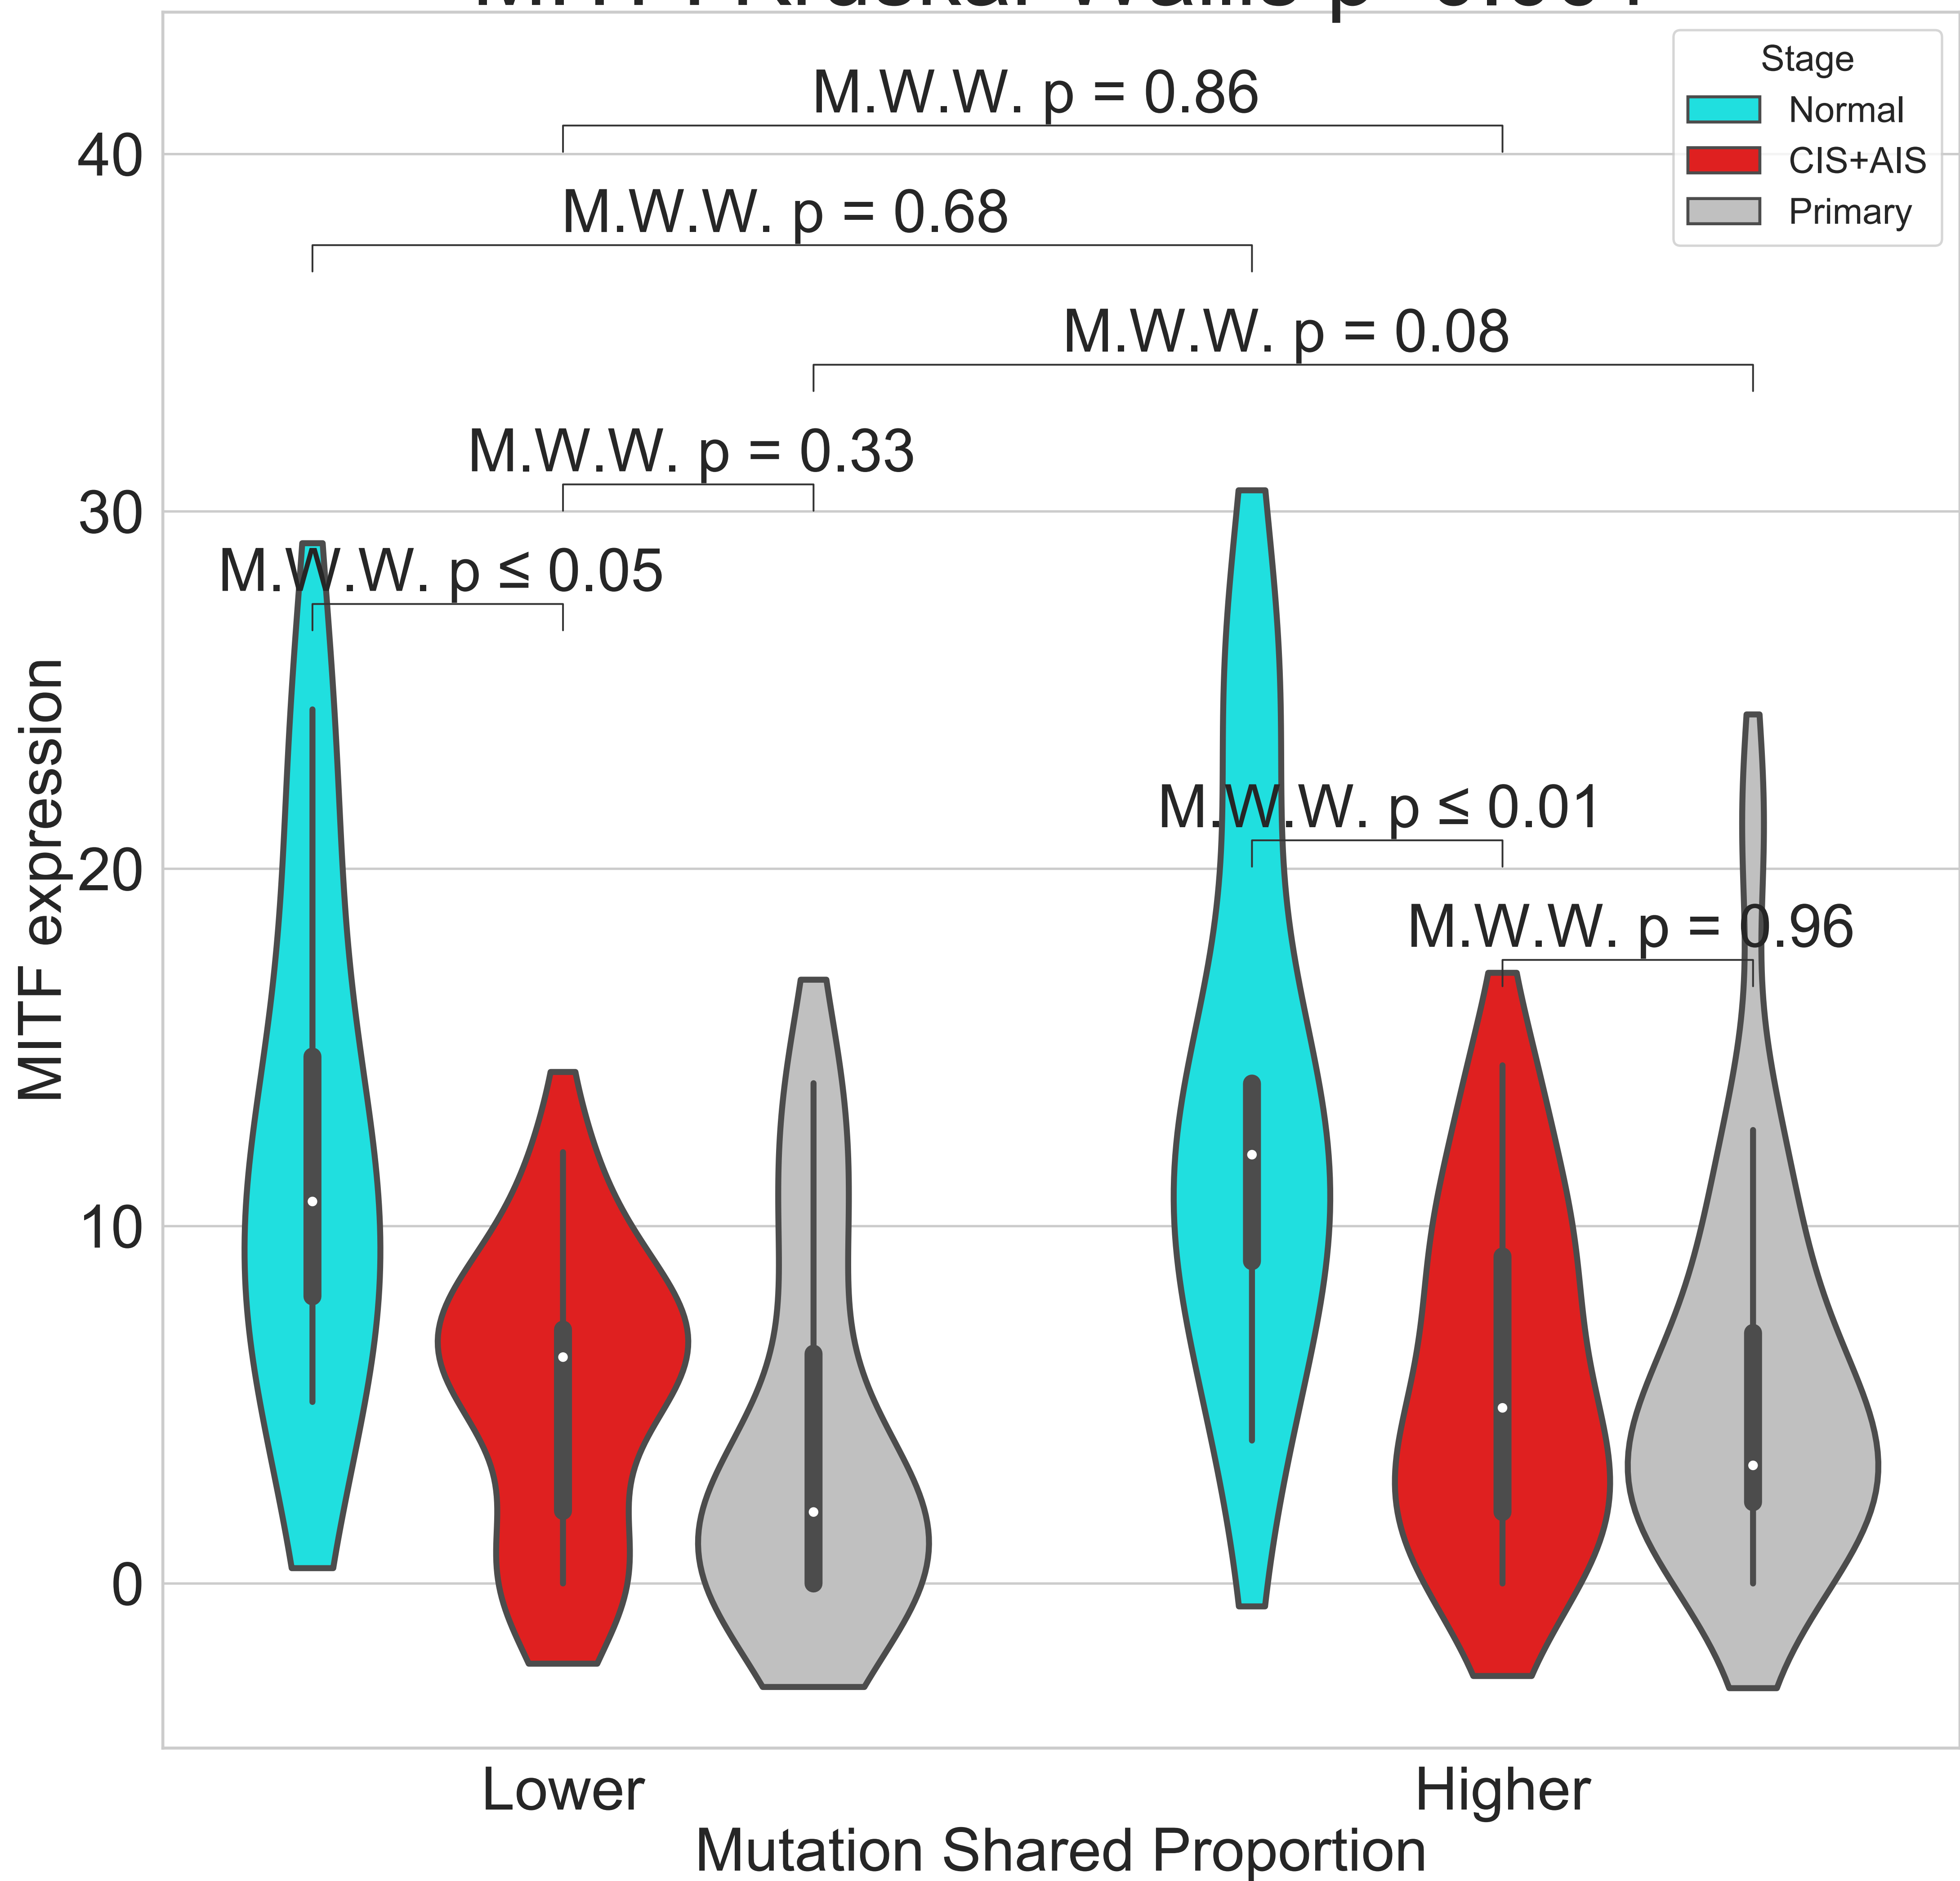 M.W.W. p = 0.86
Stage
Normal
CIS+AIS
Primary
40
M.W.W. p = 0.68
M.W.W. p = 0.08
M.W.W. p = 0.33
30
M.W.W. p ≤ 0.05
M.W.W. p ≤ 0.01
20
M.W.W. p = 0.96
10
0
MITF expression
Lower
Higher
Mutation Shared Proportion